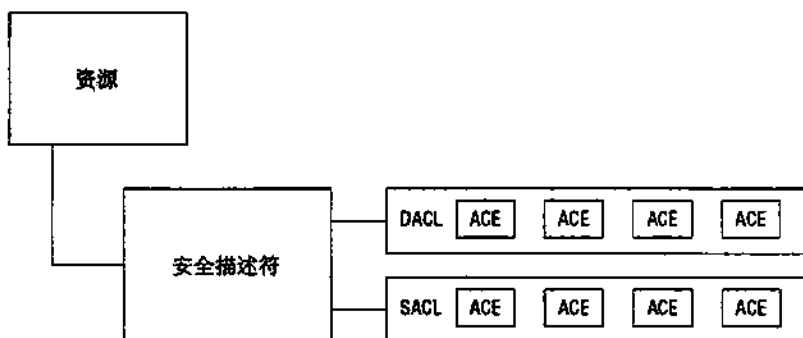 资源
DACL ACE ACE ACE ACE
安全描述符
SACL ACE ACE ACE ACE